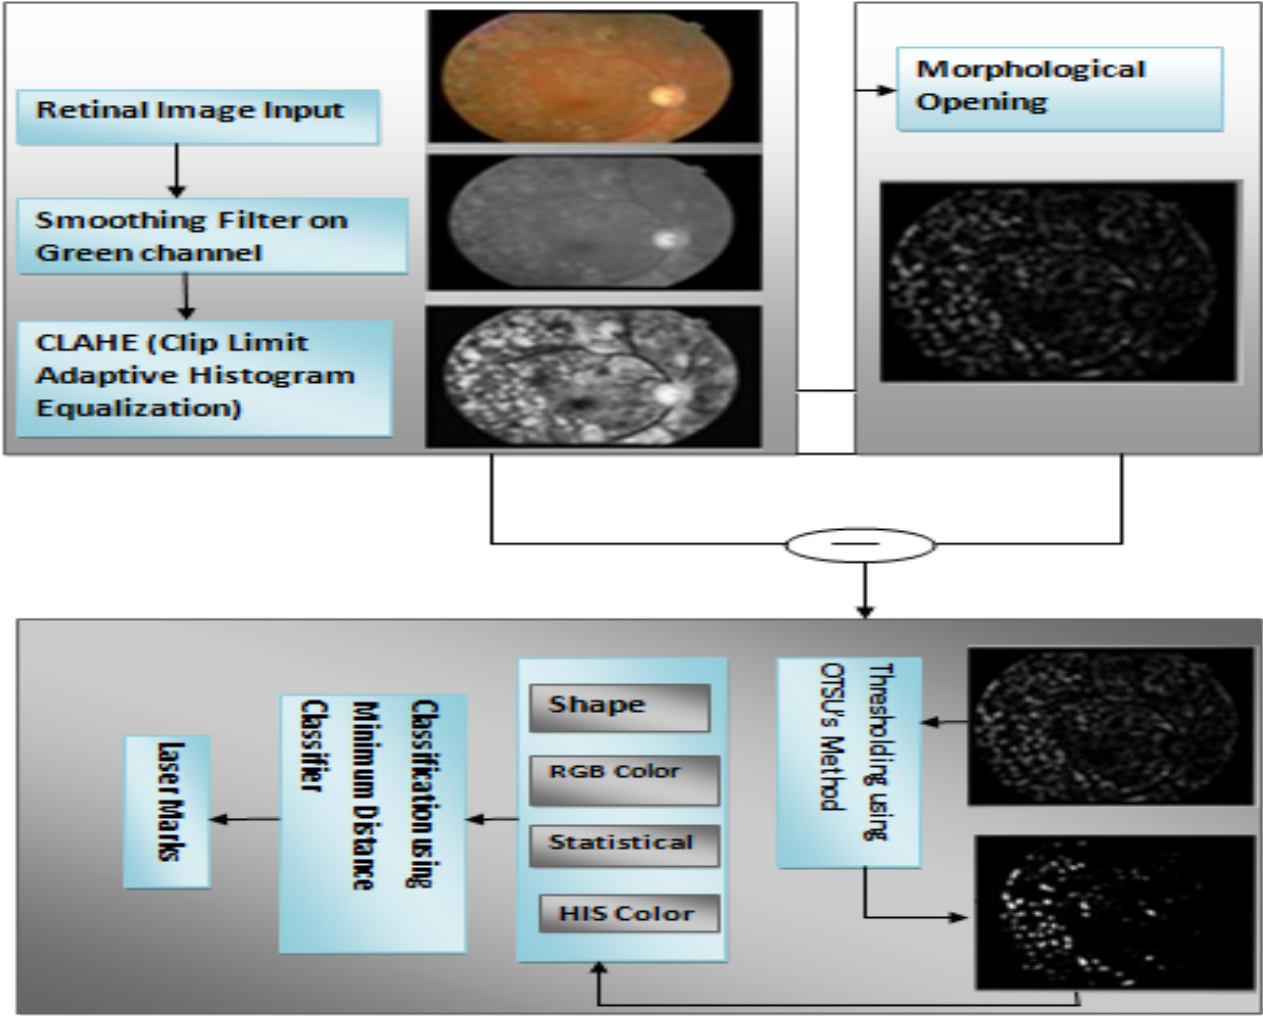 Retinal Image Input
Smoothing Filter on
Green channel
CLAHE (Clip Limit
Adaptive Histogram
Equalization)
Morphological
Opening
Thresholding using
OTSU's Method
Shape
RGB Color
Statistical
HIS Color
Classification using
Minimum Distance
Classifier
Laser Marks